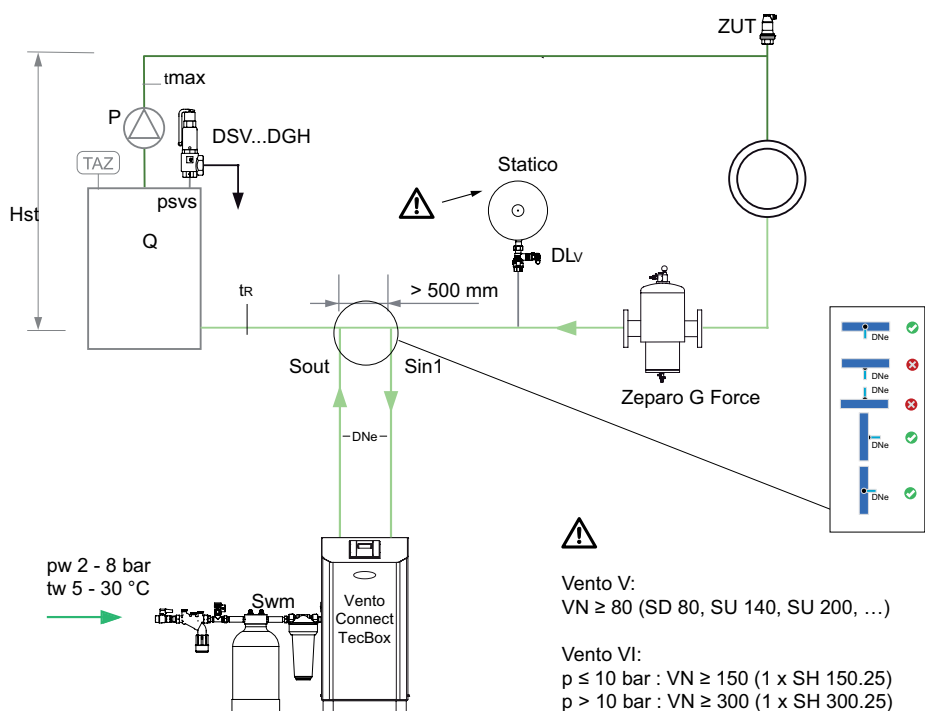 ZUT
tmax
P
DSV...DGH
TAZ
Statico
psvs
Hst
Q
DLV
tR
> 500 mm
Sout
Sin1
Zeparo G Force
DNe
DNe
DNe
DNe
DNe
DNe
pw 2 - 8 bar
tw 5 - 30 °C
Swm
Vento
Connect
TecBox
Vento V:
VN ≥ 80 (SD 80, SU 140, SU 200, …)
Vento VI:
p ≤ 10 bar : VN ≥ 150 (1 x SH 150.25)
p > 10 bar : VN ≥ 300 (1 x SH 300.25)